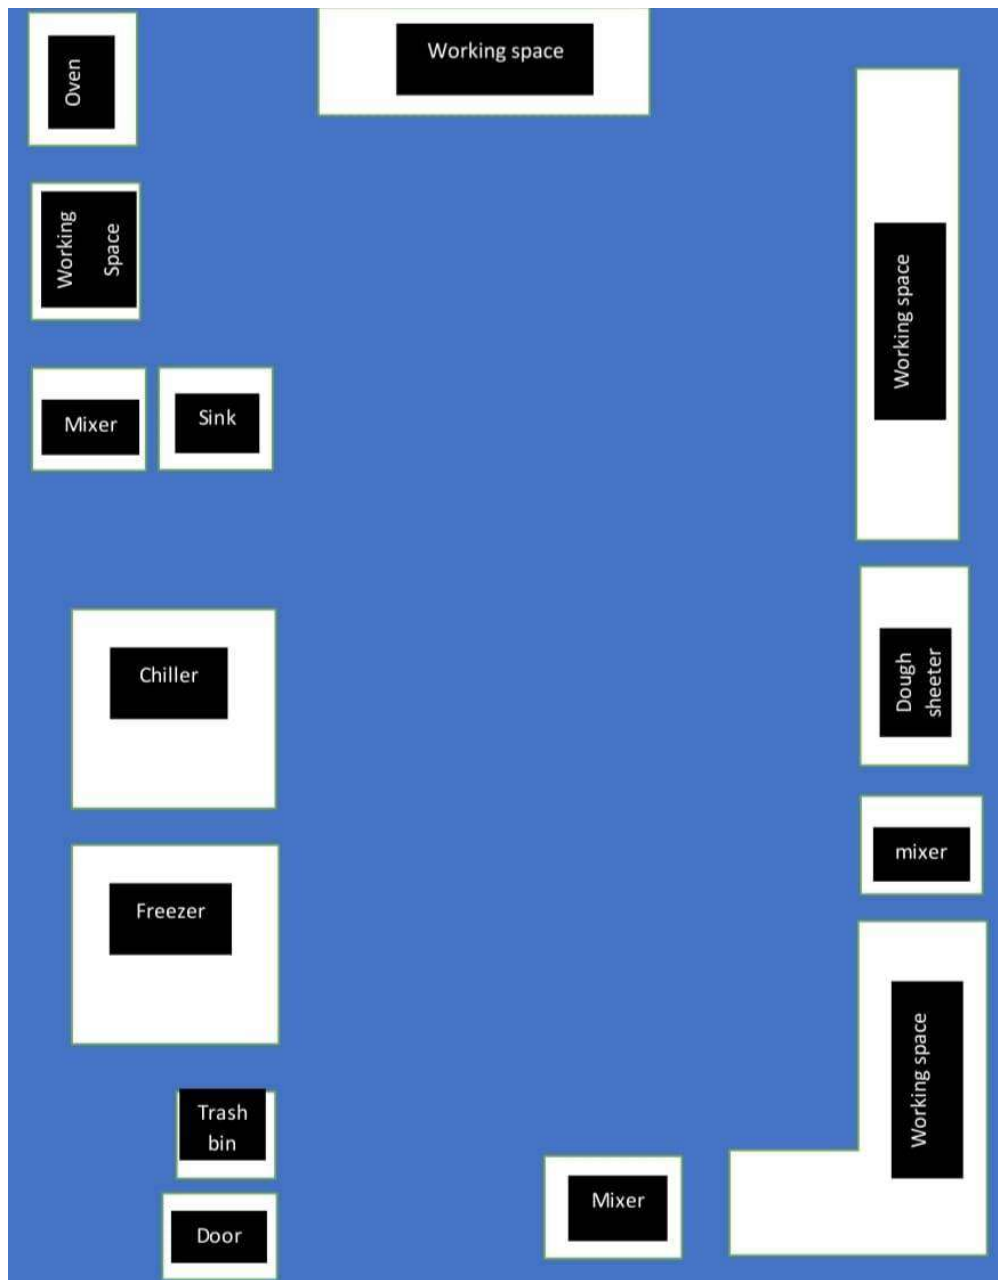 Oven
Working space
Working
Space
Working space
Mixer
Sink
Chiller
Dough
sheeter
mixer
Freezer
Working space
Trash
bin
Mixer
Door